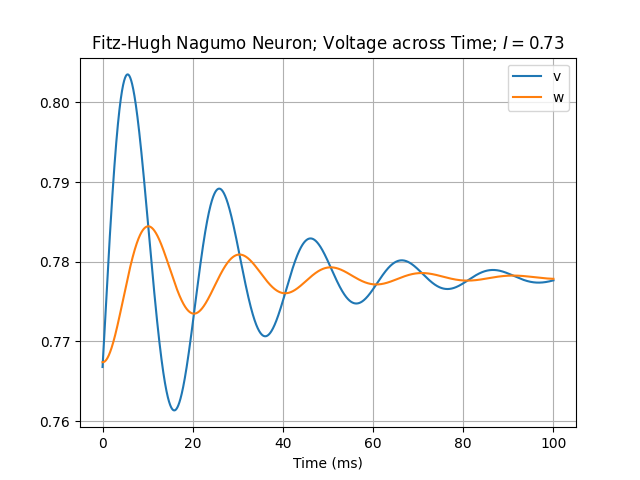 Fitz-Hugh Nagumo Neuron; Voltage across Time; I = 0.73
v
w
0.80
0.79
0.78
0.77
0.76
0 20 40 60 80 100
Time (ms)